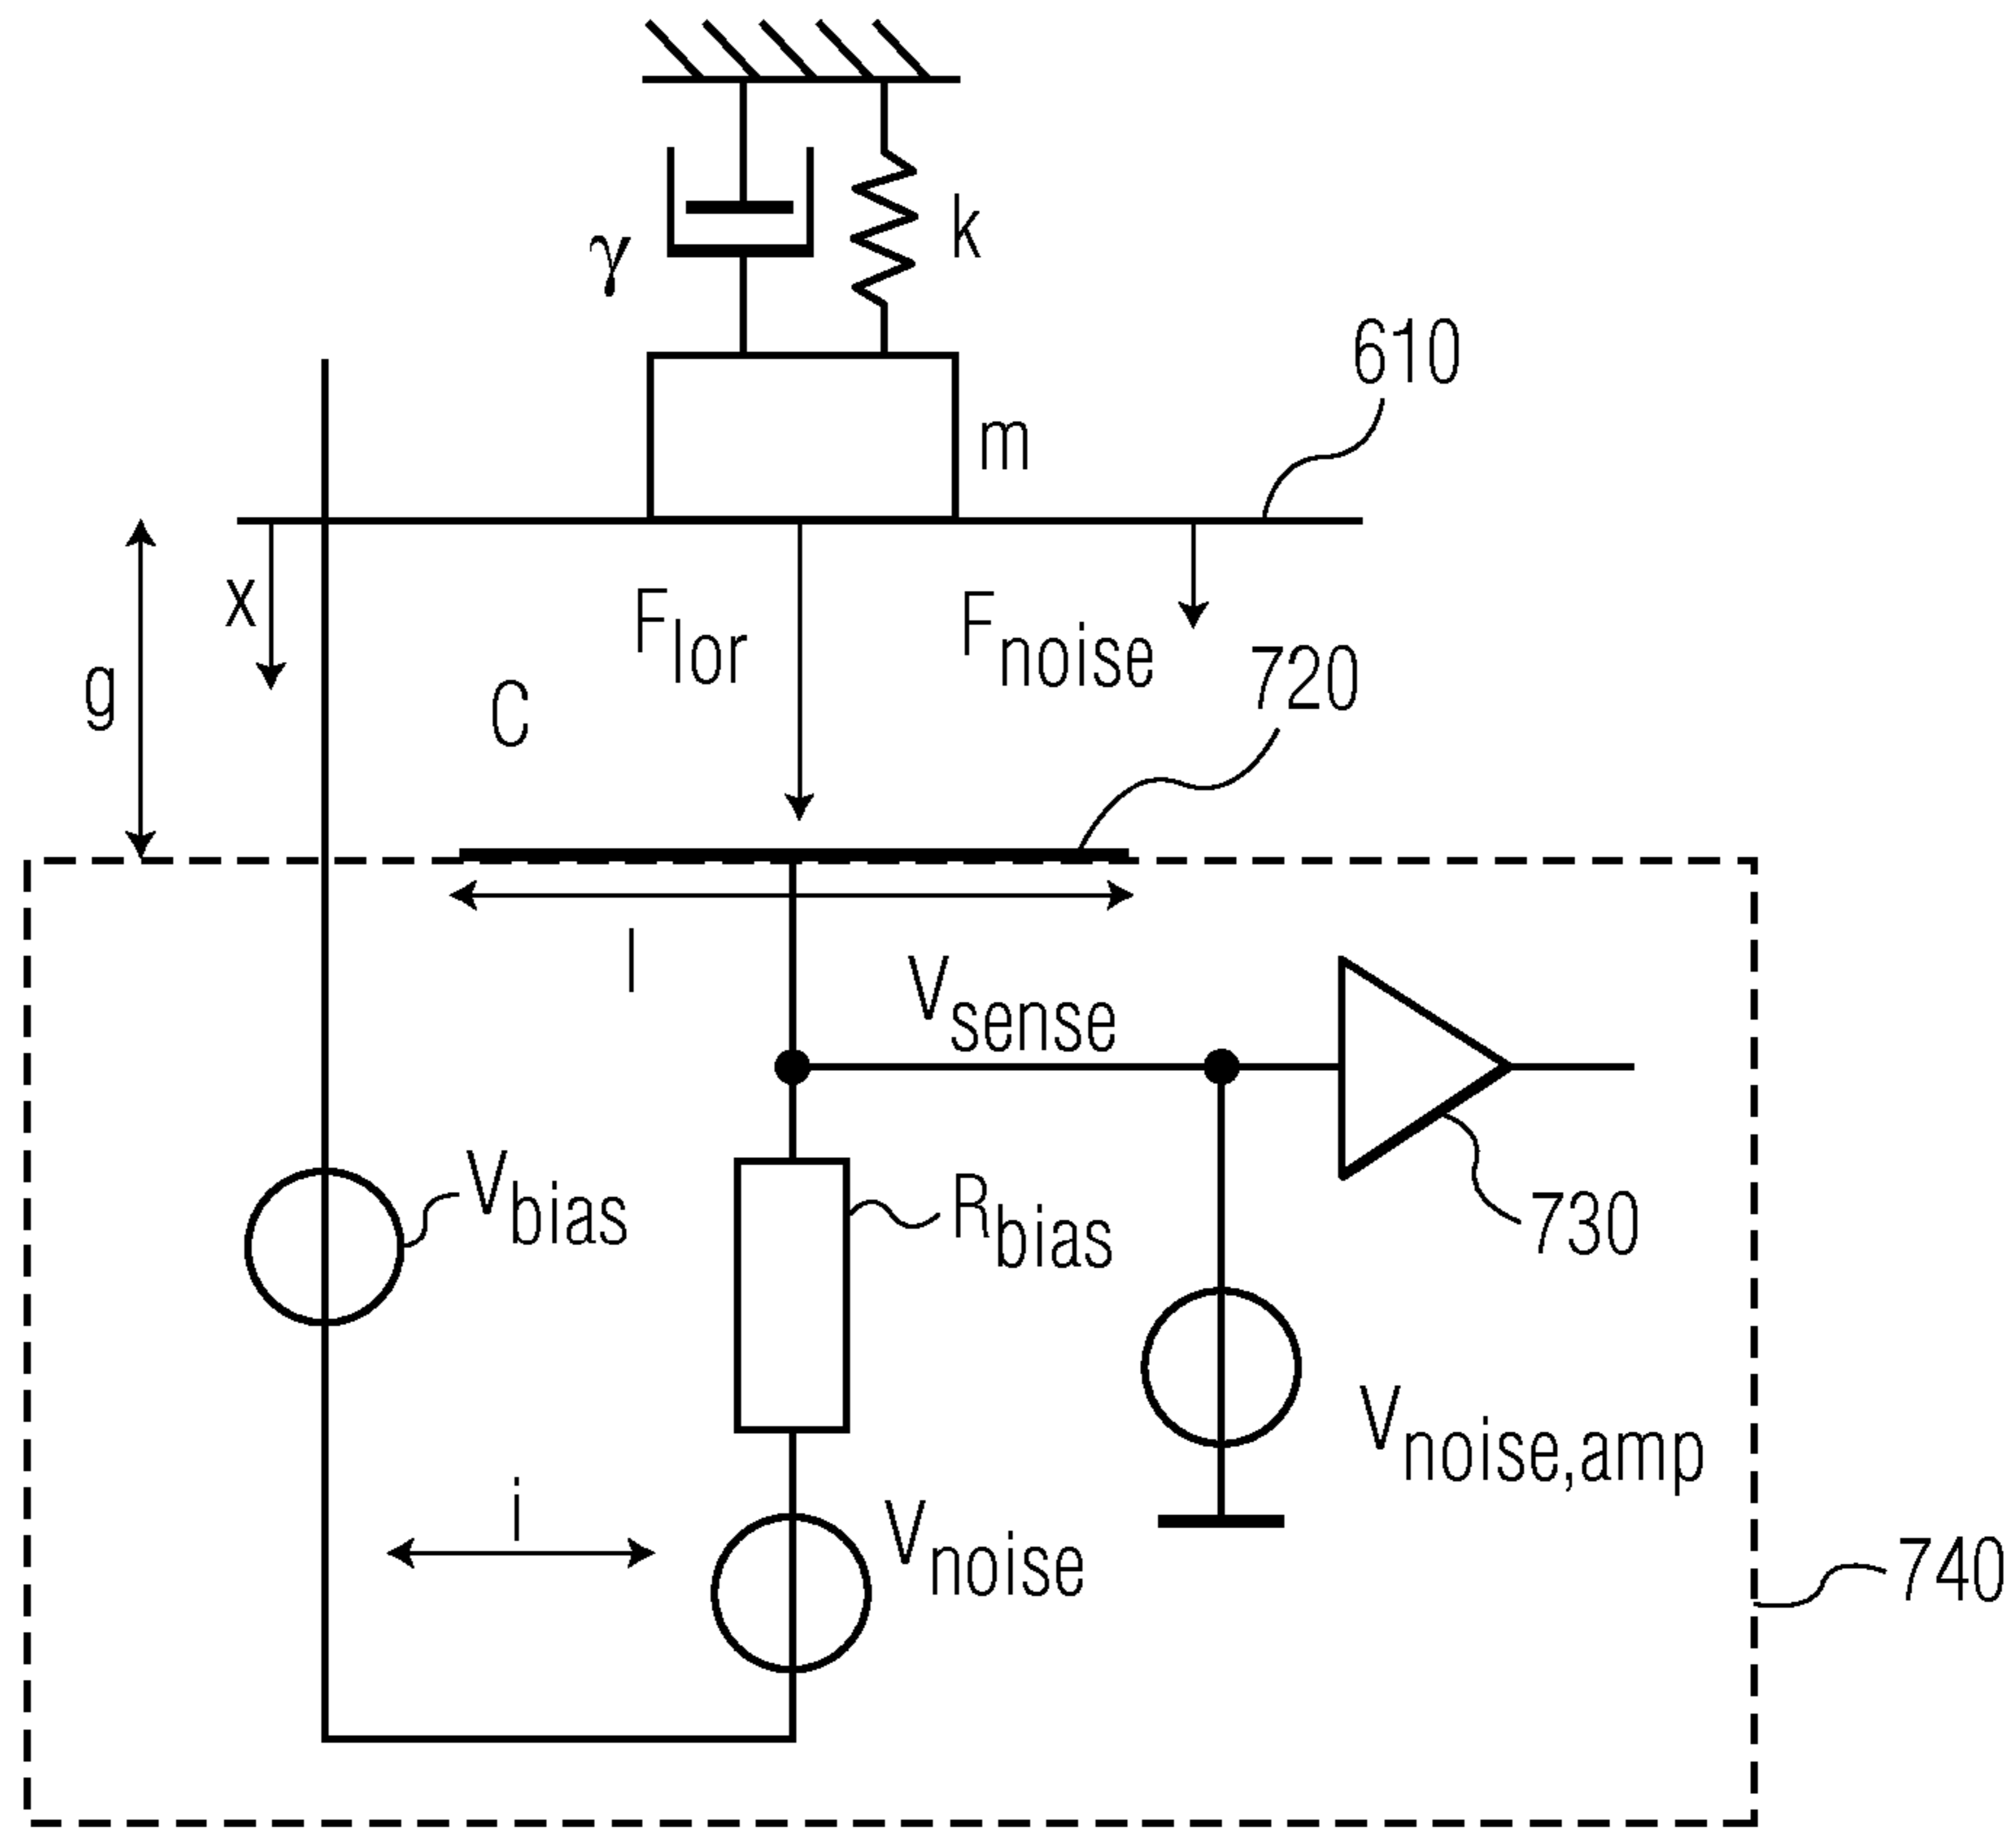 γ
k
610
m
x
F_lor
F_noise
g
C
720
l
V_sense
V_bias
R_bias
730
V_noise,amp
i
V_noise
740